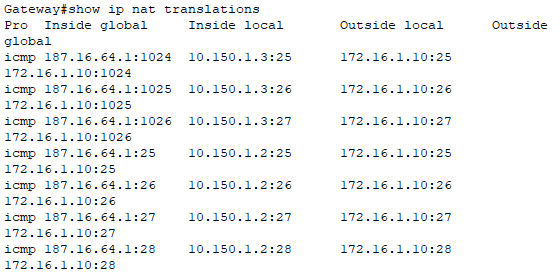 Gateway#show ip nat translations
Pro  Inside global     Inside local       Outside local      Outside
global
icmp 187.16.64.1:1024  10.150.1.3:25      172.16.1.10:25
172.16.1.10:1024
icmp 187.16.64.1:1025  10.150.1.3:26      172.16.1.10:26
172.16.1.10:1025
icmp 187.16.64.1:1026  10.150.1.3:27      172.16.1.10:27
172.16.1.10:1026
icmp 187.16.64.1:25    10.150.1.2:25      172.16.1.10:25
172.16.1.10:25
icmp 187.16.64.1:26    10.150.1.2:26      172.16.1.10:26
172.16.1.10:26
icmp 187.16.64.1:27    10.150.1.2:27      172.16.1.10:27
172.16.1.10:27
icmp 187.16.64.1:28    10.150.1.2:28      172.16.1.10:28
172.16.1.10:28